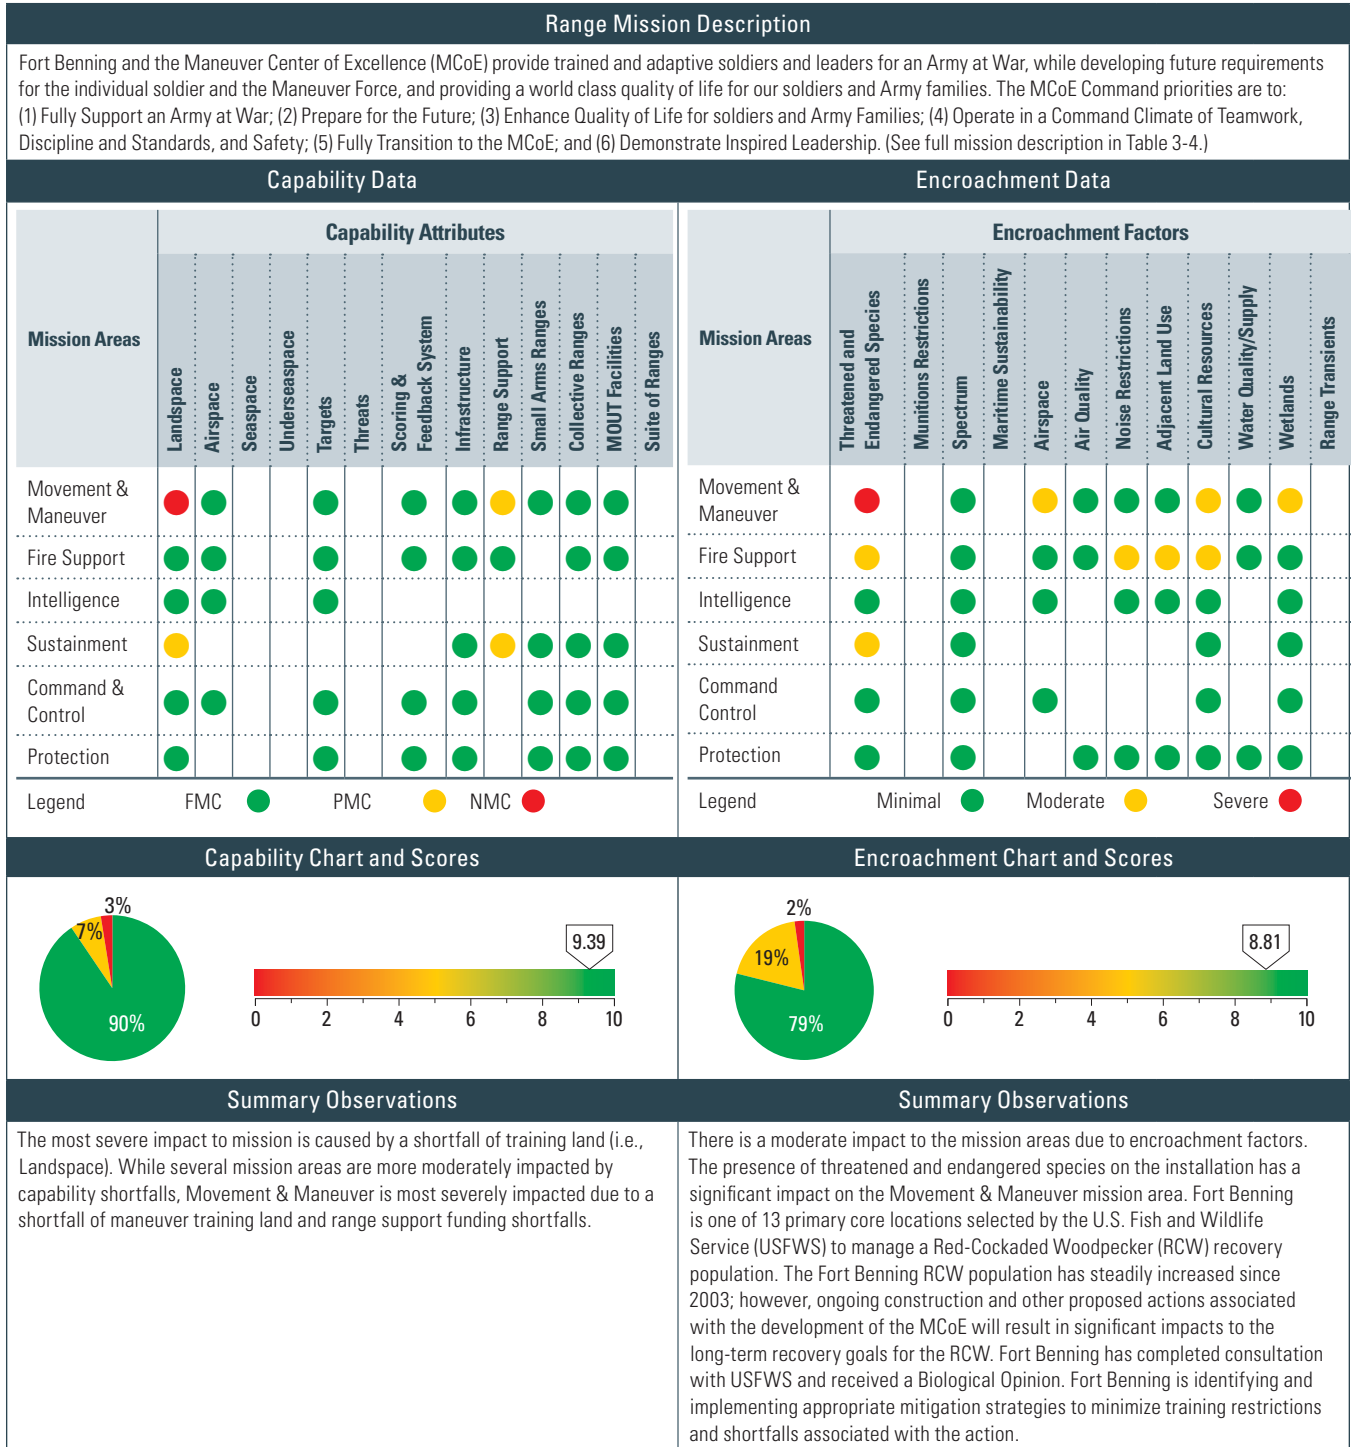 Range Mission Description
Fort Benning and the Maneuver Center of Excellence (MCoE) provide trained and adaptive soldiers and leaders for an Army at War, while developing future requirements
for the individual soldier and the Maneuver Force, and providing a world class quality of life for our soldiers and Army families. The MCoE Command priorities are to:
(1) Fully Support an Army at War; (2) Prepare for the Future; (3) Enhance Quality of Life for soldiers and Army Families; (4) Operate in a Command Climate of Teamwork,
Discipline and Standards, and Safety; (5) Fully Transition to the MCoE; and (6) Demonstrate Inspired Leadership. (See full mission description in Table 3-4.)
Capability Data
Mission Areas
Capability Attributes
Landspace
Airspace
Seaspace
Underseaspace
Targets
Threats
Scoring &
Feedback System
Infrastructure
Range Support
Small Arms Ranges
Collective Ranges
MOUT Facilities
Suite of Ranges
Movement &
Maneuver
Fire Support
Intelligence
Sustainment
Command &
Control
Protection
Legend FMC PMC NMC
Encroachment Data
Mission Areas
Encroachment Factors
Threatened and
Endangered Species
Munitions Restrictions
Spectrum
Maritime Sustainability
Airspace
Air Quality
Noise Restrictions
Adjacent Land Use
Cultural Resources
Water Quality/Supply
Wetlands
Range Transients
Movement &
Maneuver
Fire Support
Intelligence
Sustainment
Command
Control
Protection
Legend Minimal Moderate Severe
Capability Chart and Scores
3%
7%
90%
9.39
0 2 4 6 8 10
Encroachment Chart and Scores
2%
19%
79%
8.81
0 2 4 6 8 10
Summary Observations
The most severe impact to mission is caused by a shortfall of training land (i.e.,
Landspace). While several mission areas are more moderately impacted by
capability shortfalls, Movement & Maneuver is most severely impacted due to a
shortfall of maneuver training land and range support funding shortfalls.
Summary Observations
There is a moderate impact to the mission areas due to encroachment factors.
The presence of threatened and endangered species on the installation has a
significant impact on the Movement & Maneuver mission area. Fort Benning
is one of 13 primary core locations selected by the U.S. Fish and Wildlife
Service (USFWS) to manage a Red-Cockaded Woodpecker (RCW) recovery
population. The Fort Benning RCW population has steadily increased since
2003; however, ongoing construction and other proposed actions associated
with the development of the MCoE will result in significant impacts to the
long-term recovery goals for the RCW. Fort Benning has completed consultation
with USFWS and received a Biological Opinion. Fort Benning is identifying and
implementing appropriate mitigation strategies to minimize training restrictions
and shortfalls associated with the action.